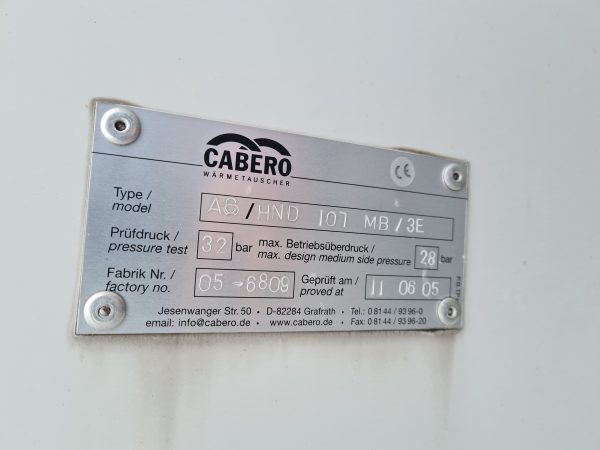 CABERO
WÄRMETAUSCHER
CE
Type /
model
/HND 107 MB/3E
Prüfdruck /
pressure test
32 bar
max. Betriebsüberdruck /
max. design medium side pressure
28 bar
Fabrik Nr. /
factory no.
05-6809
Geprüft am /
proved at
11 06 05
Jesenwanger Str. 50 • D-82284 Grafrath • Tel.: 0 81 44 / 93 96-0
email: info@cabero.de • www.cabero.de • Fax: 0 81 44 / 93 96-20